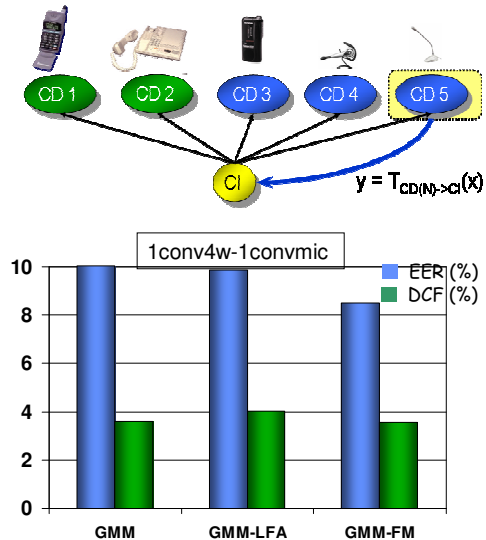 CD 1
CD 2
CD 3
CD 4
CD 5
CI
y = T_CD(N)->CI(x)
1conv4w-1convmic
EER (%)
DCF (%)
10
8
6
4
2
0
GMM
GMM-LFA
GMM-FM